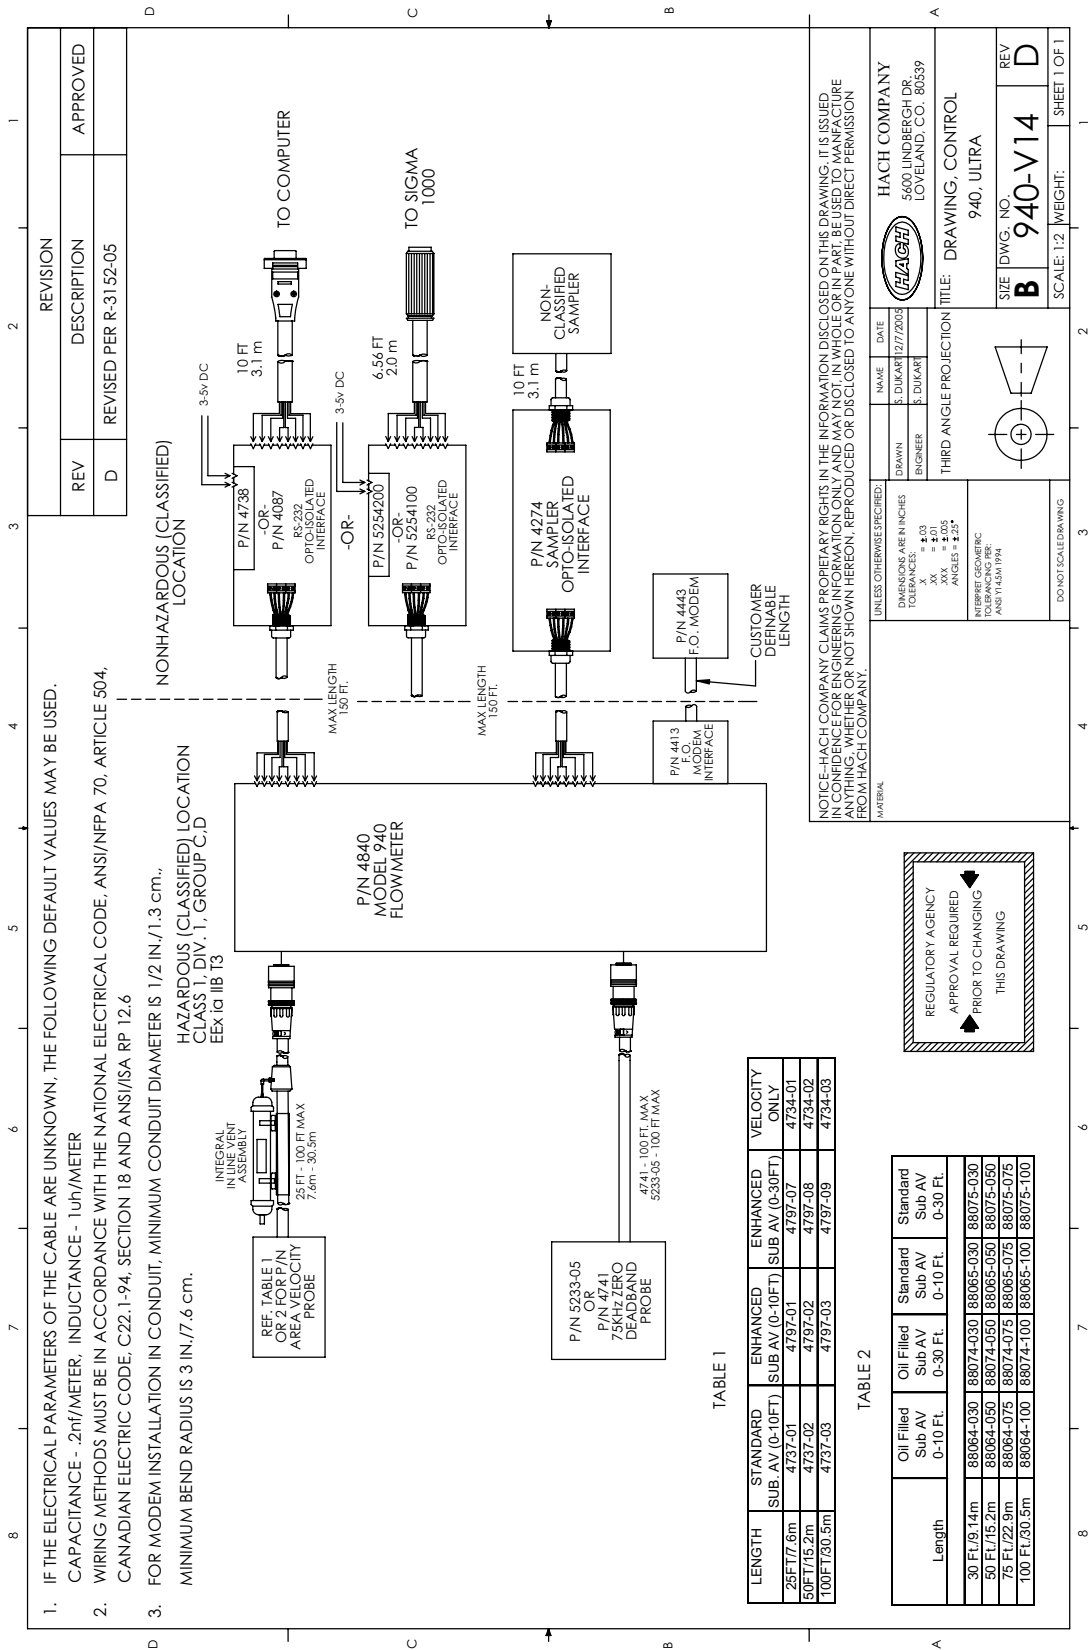 8
7
6
5
4
3
2
1
D
C
B
A
1. IF THE ELECTRICAL PARAMETERS OF THE CABLE ARE UNKNOWN, THE FOLLOWING DEFAULT VALUES MAY BE USED.
CAPACITANCE - .2nf/METER, INDUCTANCE - 1uh/METER
2. WIRING METHODS MUST BE IN ACCORDANCE WITH THE NATIONAL ELECTRICAL CODE, ANSI/NFPA 70, ARTICLE 504,
CANADIAN ELECTRIC CODE, C22.1-94, SECTION 18 AND ANSI/ISA RP 12.6
3. FOR MODEM INSTALLATION IN CONDUIT, MINIMUM CONDUIT DIAMETER IS 1/2 IN./1.3 cm.,
MINIMUM BEND RADIUS IS 3 IN./7.6 cm.
REVISION
REV DESCRIPTION APPROVED
D REVISED PER R-3152-05
HAZARDOUS (CLASSIFIED) LOCATION
CLASS 1, DIV. 1, GROUP C,D
EEx ia IIB T3
NONHAZARDOUS (CLASSIFIED)
LOCATION
INTEGRAL
IN LINE VENT
ASSEMBLY
25 FT - 100 FT MAX
7.6m - 30.5m
REF. TABLE 1
OR 2 FOR P/N
AREA VELOCITY
PROBE
P/N 5233-05
OR
P/N 4741
75KHz ZERO
DEADBAND
PROBE
4741 - 100 FT. MAX
5233-05 - 100 FT MAX
P/N 4840
MODEL 940
FLOWMETER
MAX LENGTH
150 FT.
MAX LENGTH
150 FT.
3-5v DC
P/N 4738
-OR-
P/N 4087
RS-232
OPTO-ISOLATED
INTERFACE
10 FT
3.1 m
TO COMPUTER
-OR-
3-5v DC
P/N 5254200
-OR-
P/N 5254100
RS-232
OPTO-ISOLATED
INTERFACE
6.56 FT
2.0 m
TO SIGMA
1000
P/N 4274
SAMPLER
OPTO-ISOLATED
INTERFACE
10 FT
3.1 m
NON-
CLASSIFIED
SAMPLER
P/N 4413
F.O.
MODEM
INTERFACE
P/N 4443
F.O. MODEM
CUSTOMER
DEFINABLE
LENGTH
TABLE 1
LENGTH STANDARD SUB. AV (0-10FT) ENHANCED SUB AV (0-10FT) ENHANCED SUB AV (0-30FT) VELOCITY ONLY
25FT/7.6m 4737-01 4797-01 4797-07 4734-01
50FT/15.2m 4737-02 4797-02 4797-08 4734-02
100FT/30.5m 4737-03 4797-03 4797-09 4734-03
TABLE 2
Length Oil Filled Sub AV 0-10 Ft. Oil Filled Sub AV 0-30 Ft. Standard Sub AV 0-10 Ft. Standard Sub AV 0-30 Ft.
30 Ft./9.14m 88064-030 88074-030 88065-030 88075-030
50 Ft./15.2m 88064-050 88074-050 88065-050 88075-050
75 Ft./22.9m 88064-075 88074-075 88065-075 88075-075
100 Ft./30.5m 88064-100 88074-100 88065-100 88075-100
REGULATORY AGENCY
APPROVAL REQUIRED
PRIOR TO CHANGING
THIS DRAWING
NOTICE--HACH COMPANY CLAIMS PROPIETARY RIGHTS IN THE INFORMATION DISCLOSED ON THIS DRAWING. IT IS ISSUED
IN CONFIDENCE FOR ENGINEERING INFORMATION ONLY AND MAY NOT, IN WHOLE OR IN PART, BE USED TO MANFACTURE
ANYTHING, WHETHER OR NOT SHOWN HEREON, REPRODUCED OR DISCLOSED TO ANYONE WITHOUT DIRECT PERMISSION
FROM HACH COMPANY.
MATERIAL
UNLESS OTHERWISE SPECIFIED:
DIMENSIONS ARE IN INCHES
TOLERANCES:
.X = ±.03
.XX = ±.01
.XXX = ±.005
ANGLES = ±.25°
INTERPRET GEOMETRIC
TOLERANCING PER:
ANSI Y14.5M 1994
DO NOT SCALE DRAWING
NAME DATE
DRAWN S. DUKART 12/7/2005
ENGINEER S. DUKART
THIRD ANGLE PROJECTION
HACH
HACH COMPANY
5600 LINDBERGH DR.
LOVELAND, CO. 80539
TITLE: DRAWING, CONTROL
940, ULTRA
SIZE DWG. NO. REV
B 940-V14 D
SCALE: 1:2 WEIGHT: SHEET 1 OF 1
8
7
6
5
4
3
2
1
D
C
B
A